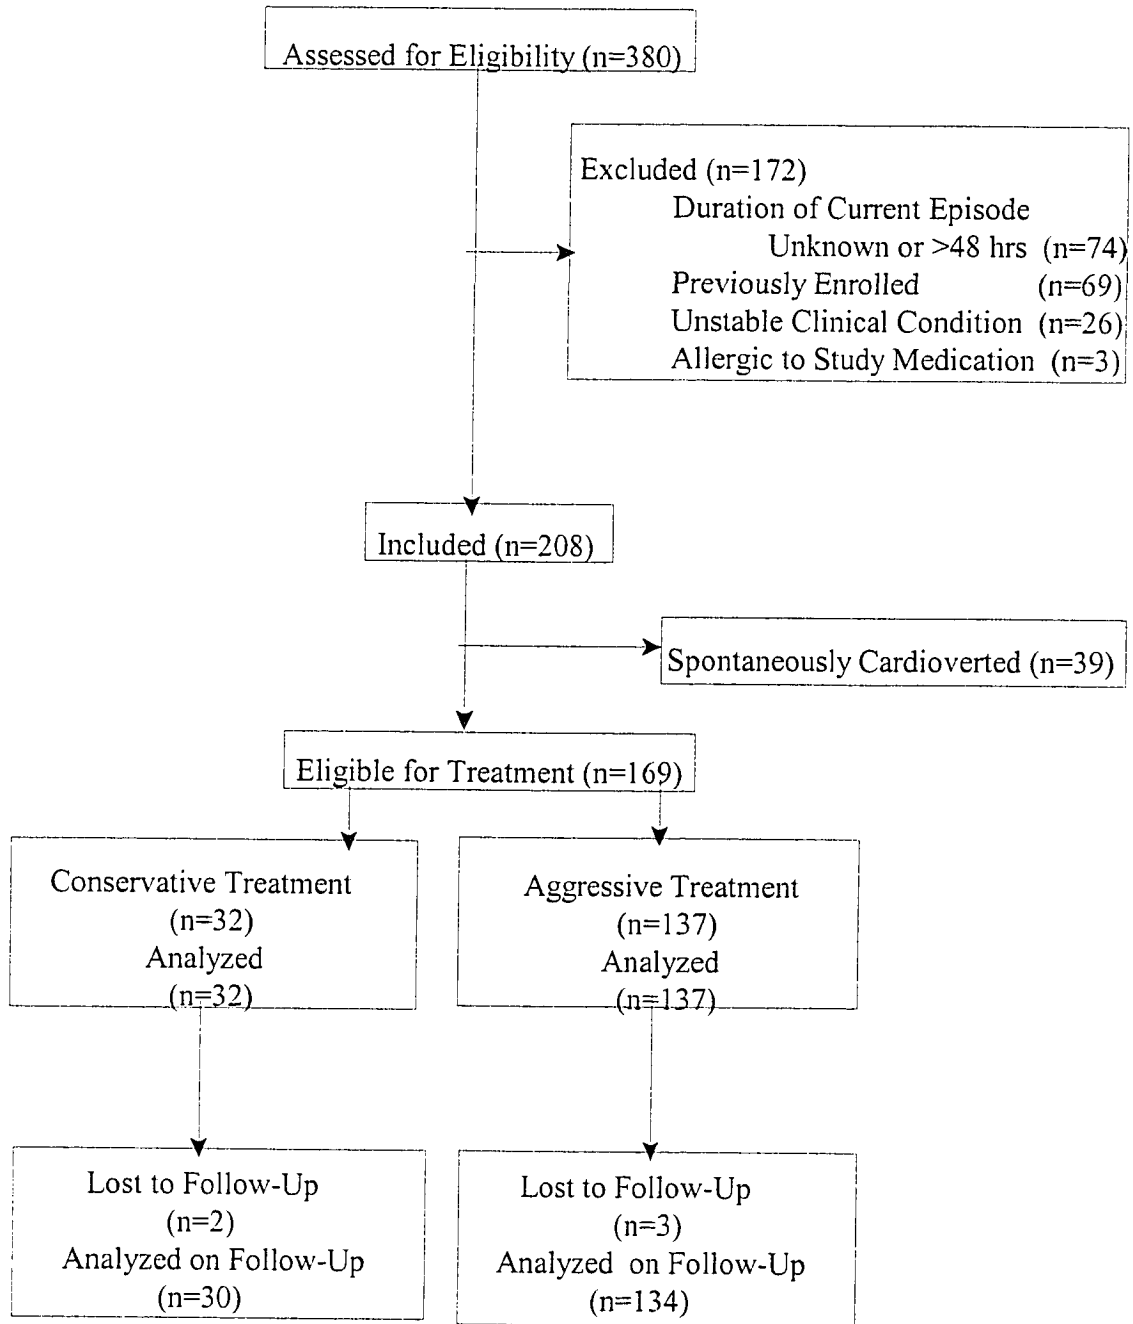 Assessed for Eligibility (n=380)
Excluded (n=172)
Duration of Current Episode
Unknown or >48 hrs (n=74)
Previously Enrolled (n=69)
Unstable Clinical Condition (n=26)
Allergic to Study Medication (n=3)
Included (n=208)
Spontaneously Cardioverted (n=39)
Eligible for Treatment (n=169)
Conservative Treatment
(n=32)
Analyzed
(n=32)
Aggressive Treatment
(n=137)
Analyzed
(n=137)
Lost to Follow-Up
(n=2)
Analyzed on Follow-Up
(n=30)
Lost to Follow-Up
(n=3)
Analyzed on Follow-Up
(n=134)